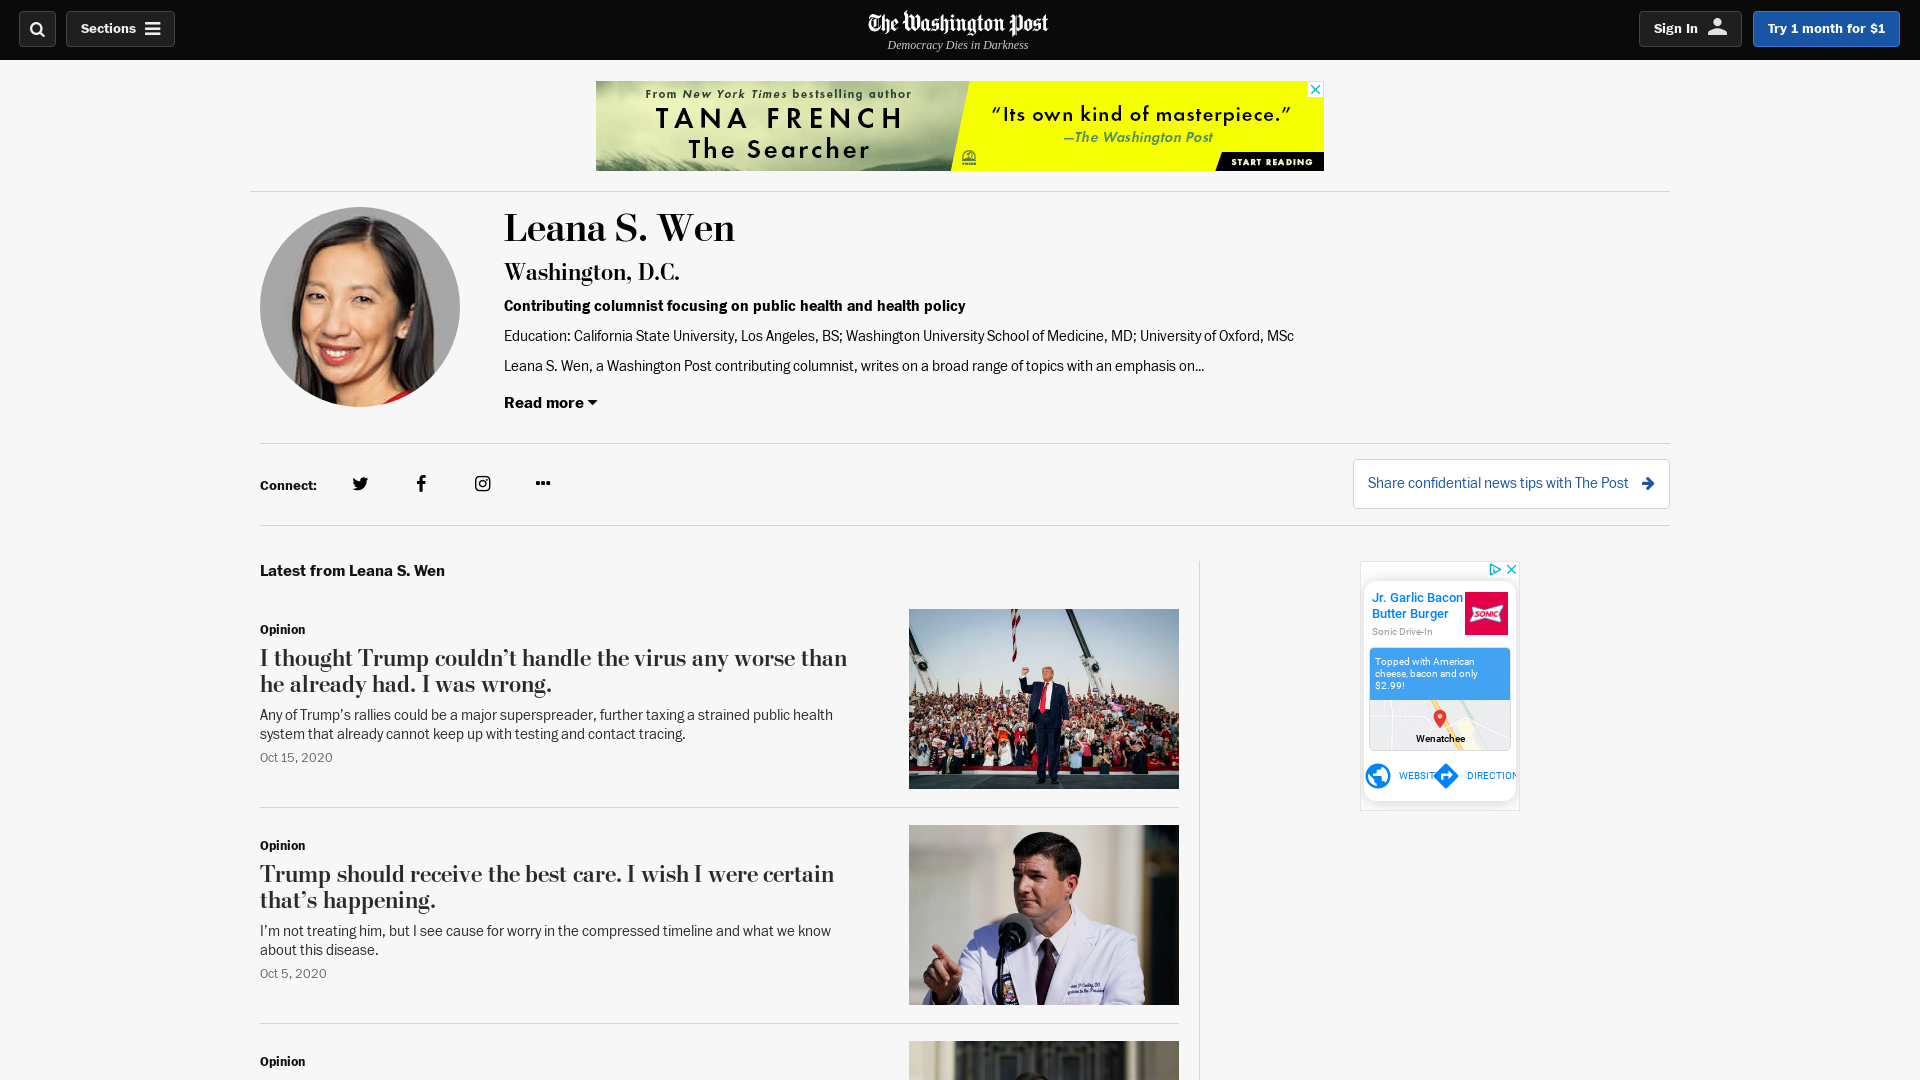 Sections
The Washington Post
Democracy Dies in Darkness
Sign In
Try 1 month for $1
From New York Times bestselling author
TANA FRENCH
The Searcher
“Its own kind of masterpiece.”
—The Washington Post
START READING
Leana S. Wen
Washington, D.C.
Contributing columnist focusing on public health and health policy
Education: California State University, Los Angeles, BS; Washington University School of Medicine, MD; University of Oxford, MSc
Leana S. Wen, a Washington Post contributing columnist, writes on a broad range of topics with an emphasis on...
Read more
Connect:
Share confidential news tips with The Post
Latest from Leana S. Wen
Opinion
I thought Trump couldn’t handle the virus any worse than
he already had. I was wrong.
Any of Trump’s rallies could be a major superspreader, further taxing a strained public health
system that already cannot keep up with testing and contact tracing.
Oct 15, 2020
Opinion
Trump should receive the best care. I wish I were certain
that’s happening.
I’m not treating him, but I see cause for worry in the compressed timeline and what we know
about this disease.
Oct 5, 2020
Opinion
Jr. Garlic Bacon
Butter Burger
Sonic Drive-In
SONIC
Topped with American
cheese, bacon and only
$2.99!
Wenatchee
WEBSIT
DIRECTION